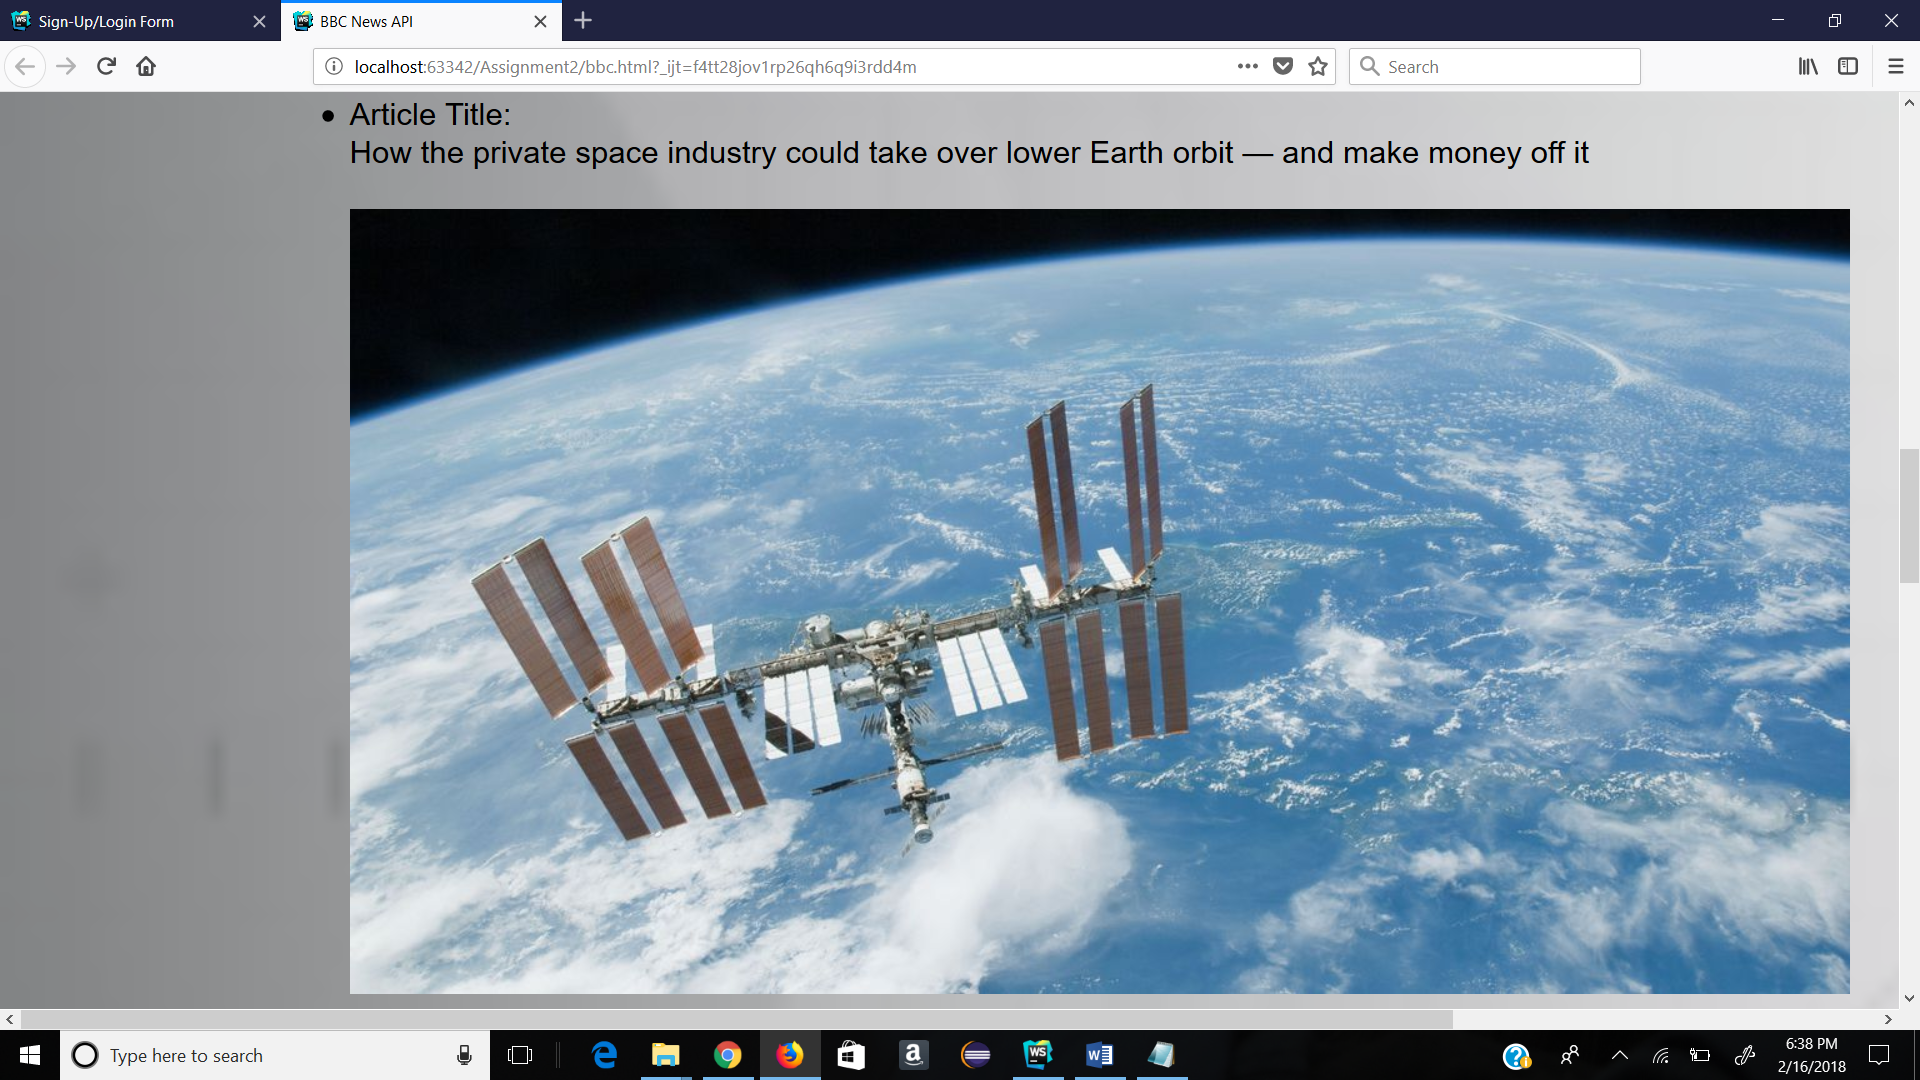 Sign-Up/Login Form
BBC News API
localhost:63342/Assignment2/bbc.html?_ijt=f4tt28jov1rp26qh6q9i3rdd4m
Search
Article Title:
How the private space industry could take over lower Earth orbit — and make money off it
Type here to search
6:38 PM
2/16/2018